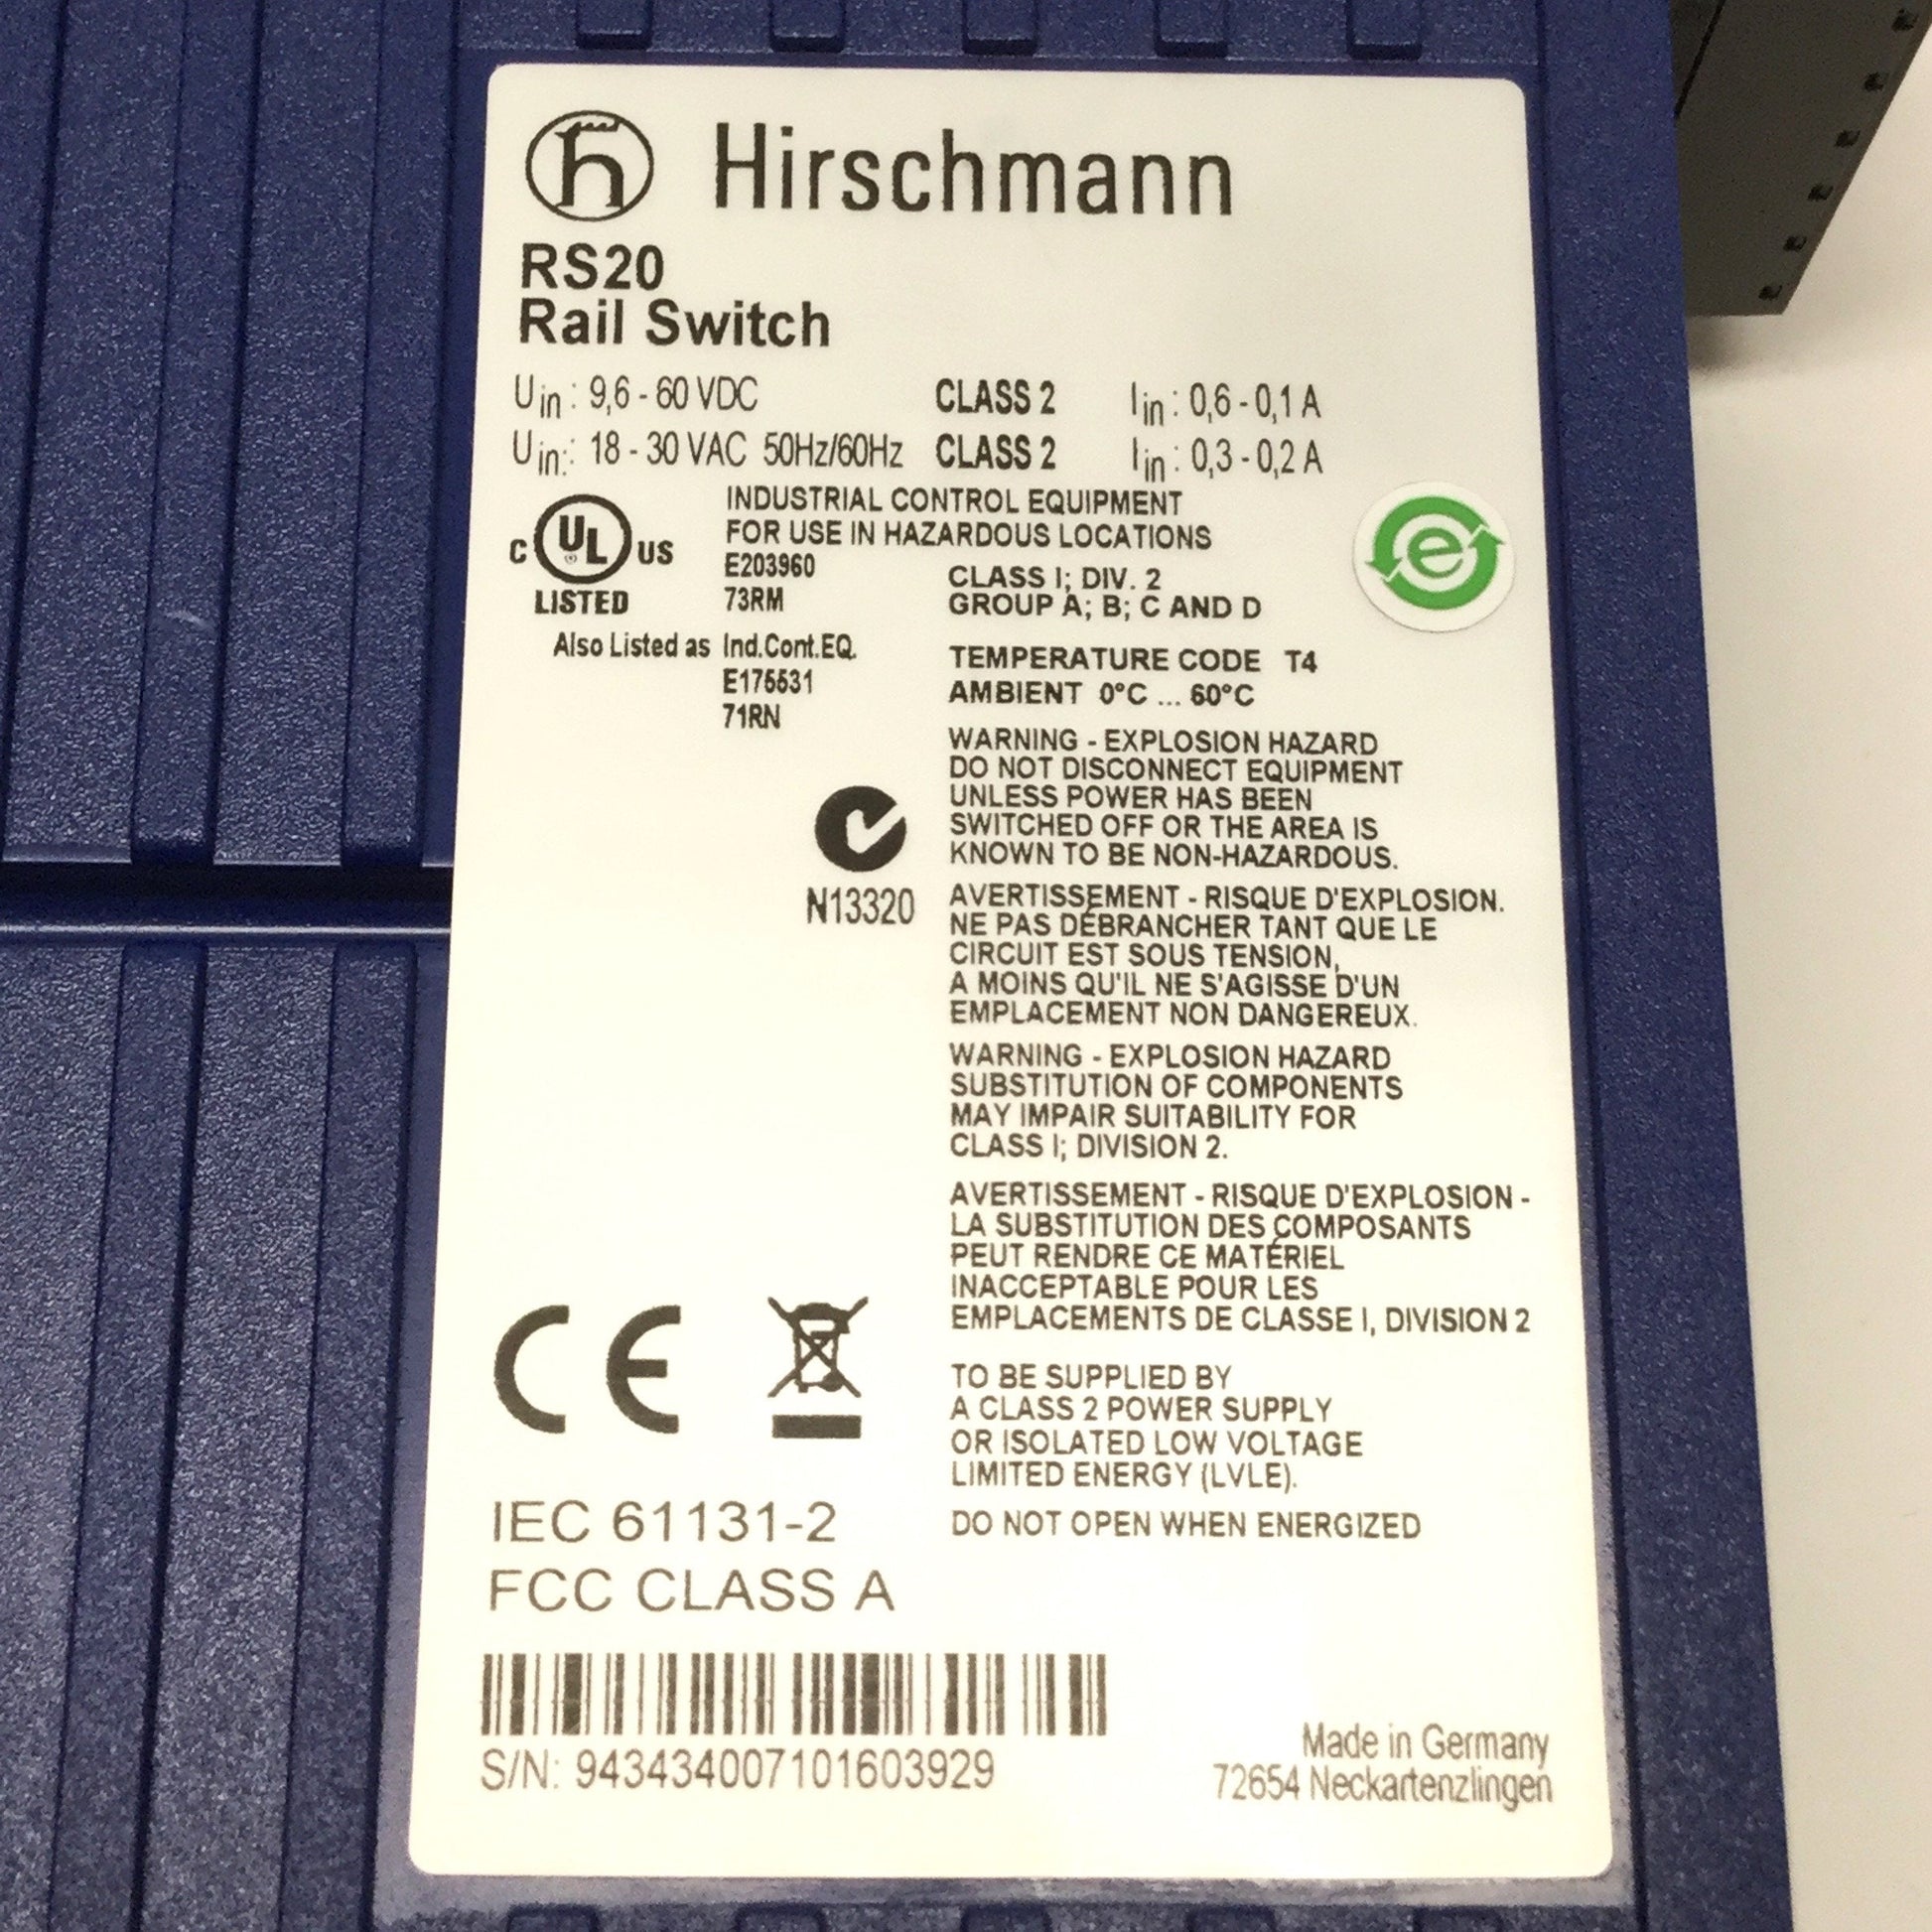 Hirschmann
RS20
Rail Switch
Uin : 9,6 - 60 VDC CLASS 2 Iin : 0,6 - 0,1 A
Uin: : 18 - 30 VAC 50Hz/60Hz CLASS 2 Iin : 0,3 - 0,2 A
C UL US
LISTED
INDUSTRIAL CONTROL EQUIPMENT
FOR USE IN HAZARDOUS LOCATIONS
E203960
73RM
CLASS I; DIV. 2
GROUP A; B; C AND D
e
Also Listed as Ind.Cont.EQ.
E175531
71RN
TEMPERATURE CODE T4
AMBIENT 0°C ... 60°C
N13320
WARNING - EXPLOSION HAZARD
DO NOT DISCONNECT EQUIPMENT
UNLESS POWER HAS BEEN
SWITCHED OFF OR THE AREA IS
KNOWN TO BE NON-HAZARDOUS.
AVERTISSEMENT - RISQUE D'EXPLOSION.
NE PAS DÉBRANCHER TANT QUE LE
CIRCUIT EST SOUS TENSION,
A MOINS QU'IL NE S'AGISSE D'UN
EMPLACEMENT NON DANGEREUX.
WARNING - EXPLOSION HAZARD
SUBSTITUTION OF COMPONENTS
MAY IMPAIR SUITABILITY FOR
CLASS I; DIVISION 2.
AVERTISSEMENT - RISQUE D'EXPLOSION -
LA SUBSTITUTION DES COMPOSANTS
PEUT RENDRE CE MATÉRIEL
INACCEPTABLE POUR LES
EMPLACEMENTS DE CLASSE I, DIVISION 2
TO BE SUPPLIED BY
A CLASS 2 POWER SUPPLY
OR ISOLATED LOW VOLTAGE
LIMITED ENERGY (LVLE).
DO NOT OPEN WHEN ENERGIZED
CE
IEC 61131-2
FCC CLASS A
S/N: 943434007101603929
Made in Germany
72654 Neckartenzlingen